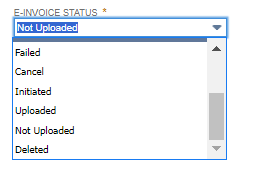 E-INVOICE STATUS *
Not Uploaded
Failed
Cancel
Initiated
Uploaded
Not Uploaded
Deleted